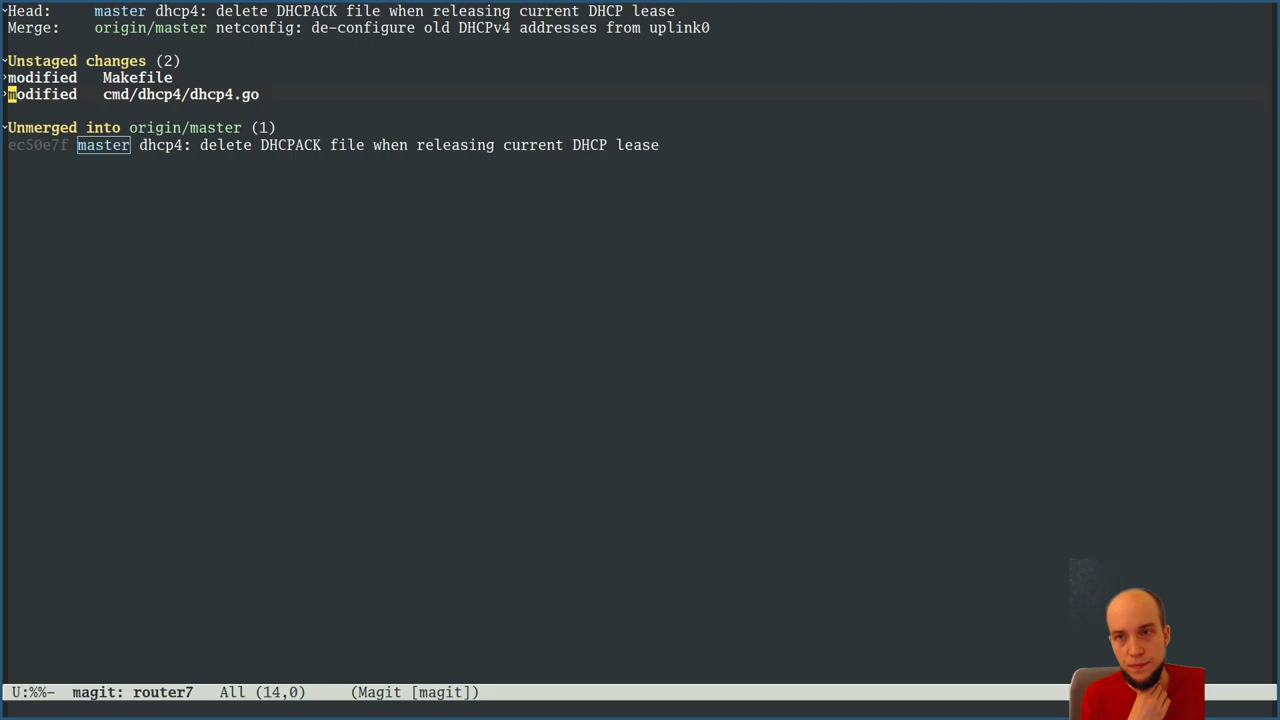 Head:     master dhcp4: delete DHCPACK file when releasing current DHCP lease
Merge:    origin/master netconfig: de-configure old DHCPv4 addresses from uplink0
Unstaged changes (2)
modified   Makefile
modified   cmd/dhcp4/dhcp4.go
Unmerged into origin/master (1)
ec50e7f master dhcp4: delete DHCPACK file when releasing current DHCP lease
U:%%-  magit: router7   All (14,0)     (Magit [magit])